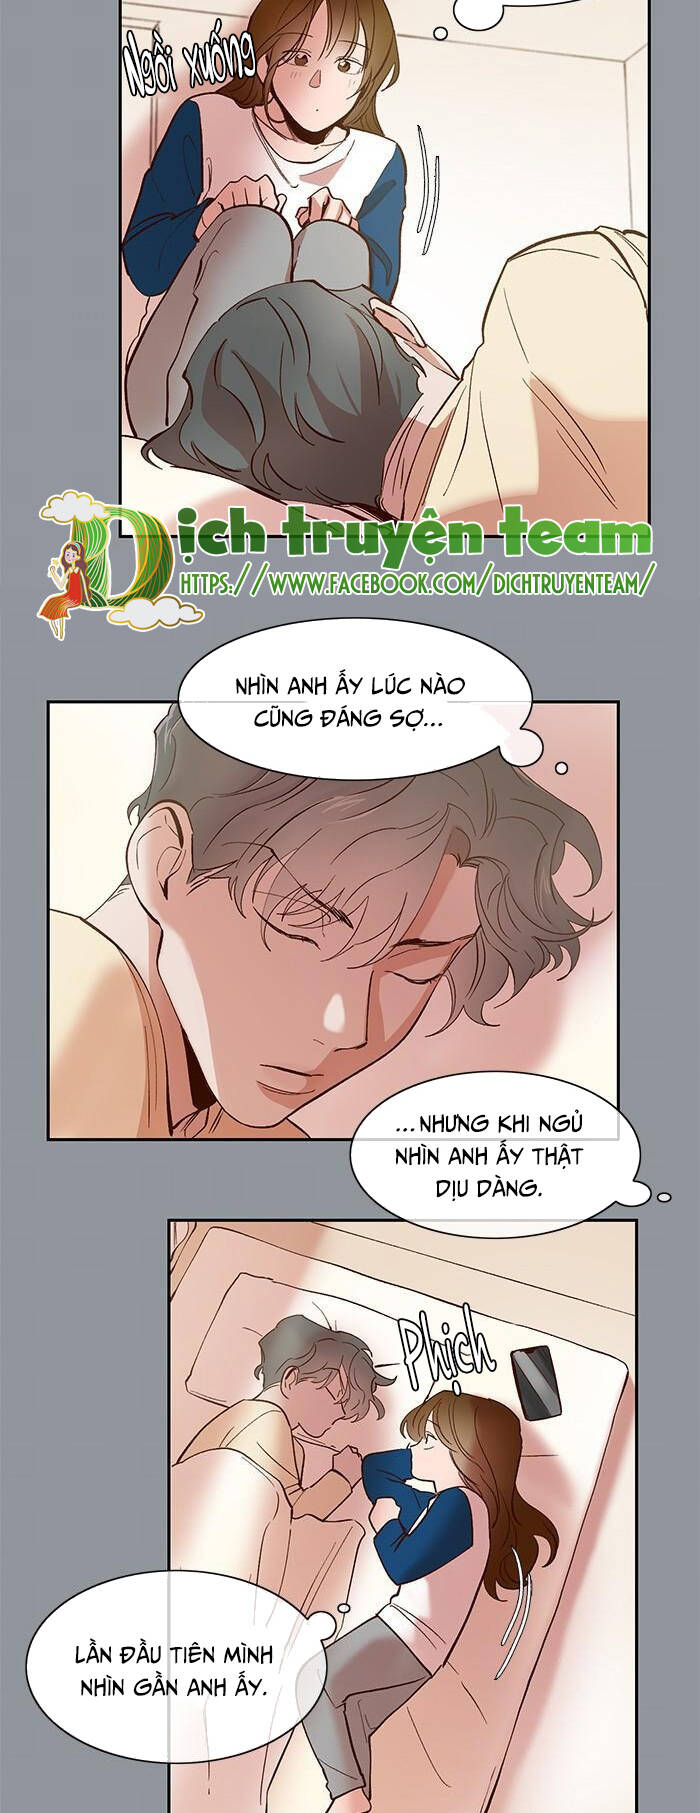 Ngồi xuống
Dịch truyện team
HTTPS://WWW.FACEBOOK.COM/DICHTRUYENTEAM/
NHÌN ANH ẤY LÚC NÀO
CŨNG ĐÁNG SỢ...
...NHƯNG KHI NGỦ
NHÌN ANH ẤY THẬT
DỊU DÀNG.
Phịch
LẦN ĐẦU TIÊN MÌNH
NHÌN GẦN ANH ẤY.